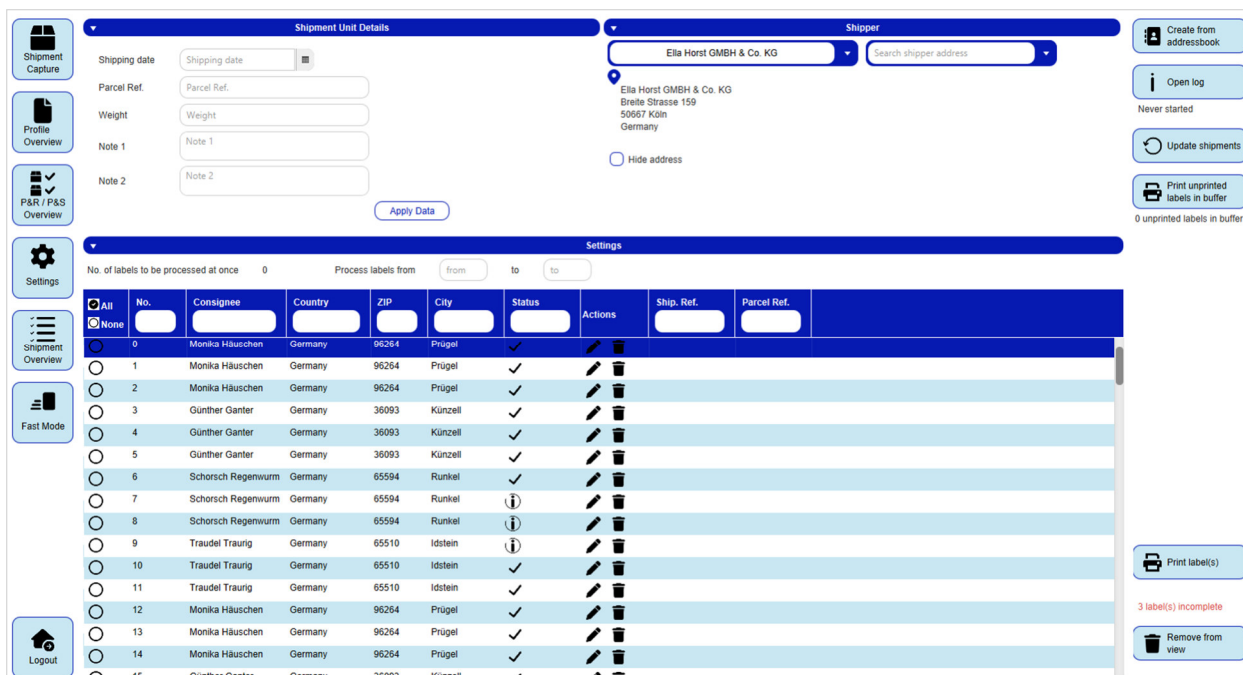 Shipment
Capture
Profile
Overview
P&R / P&S
Overview
Settings
Shipment
Overview
Fast Mode
Logout
Shipment Unit Details
Shipping date Shipping date
Parcel Ref. Parcel Ref.
Weight Weight
Note 1 Note 1
Note 2 Note 2
Apply Data
Shipper
Ella Horst GMBH & Co. KG Search shipper address
Ella Horst GMBH & Co. KG
Breite Strasse 159
50667 Köln
Germany
Hide address
Settings
No. of labels to be processed at once 0 Process labels from from to to
All No. Consignee Country ZIP City Status Actions Ship. Ref. Parcel Ref.
None
0 Monika Häuschen Germany 96264 Prügel
1 Monika Häuschen Germany 96264 Prügel
2 Monika Häuschen Germany 96264 Prügel
3 Günther Ganter Germany 36093 Künzell
4 Günther Ganter Germany 36093 Künzell
5 Günther Ganter Germany 36093 Künzell
6 Schorsch Regenwurm Germany 65594 Runkel
7 Schorsch Regenwurm Germany 65594 Runkel
8 Schorsch Regenwurm Germany 65594 Runkel
9 Traudel Traurig Germany 65510 Idstein
10 Traudel Traurig Germany 65510 Idstein
11 Traudel Traurig Germany 65510 Idstein
12 Monika Häuschen Germany 96264 Prügel
13 Monika Häuschen Germany 96264 Prügel
14 Monika Häuschen Germany 96264 Prügel
Create from
addressbook
Open log
Never started
Update shipments
Print unprinted
labels in buffer
0 unprinted labels in buffer
Print label(s)
3 label(s) incomplete
Remove from
view